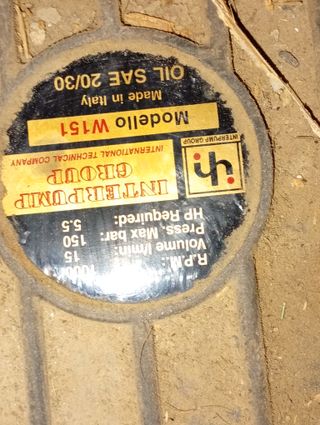 R.P.M.: 1000
Volume l/min: 15
Press. Max bar: 150
HP Required: 5.5
INTERPUMP GROUP
INTERPUMP
GROUP
INTERNATIONAL TECHNICAL COMPANY
Modello W151
Made in Italy
OIL SAE 20/30